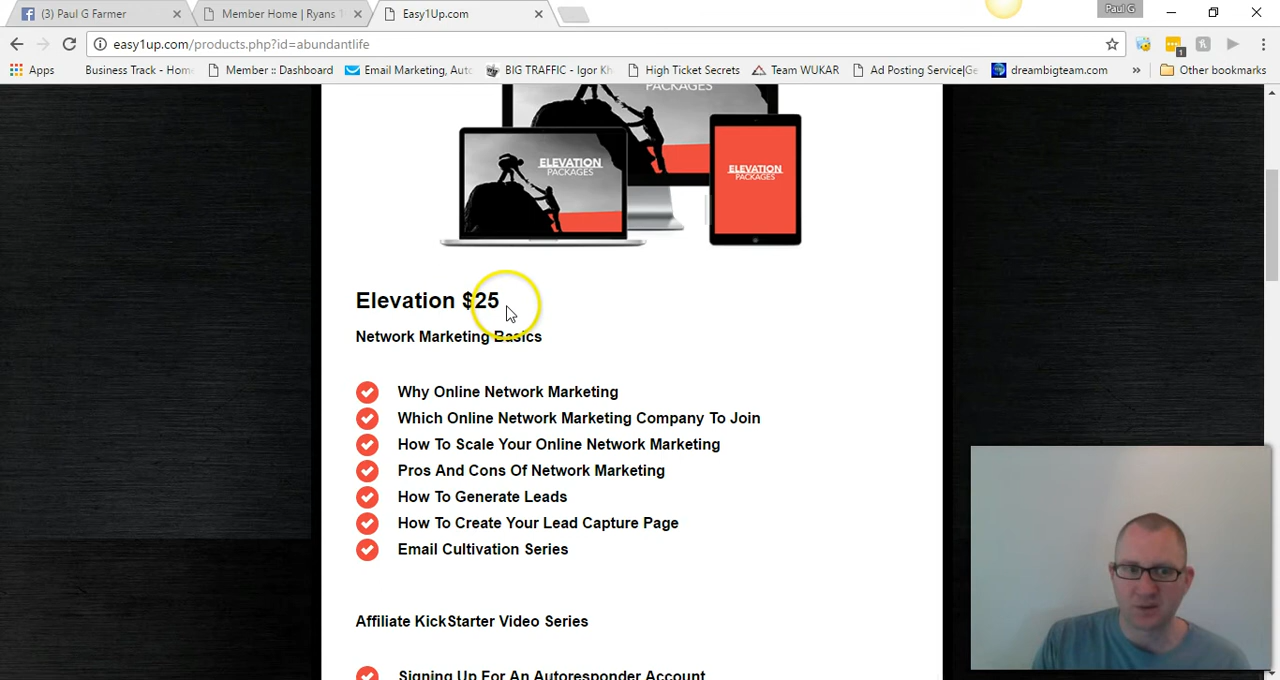 (3) Paul G Farmer
Member Home | Ryans 1
Easy1Up.com
Paul G
easy1up.com/products.php?id=abundantlife
1
Apps
Business Track - Home
Member :: Dashboard
Email Marketing, Auto
BIG TRAFFIC - Igor Kh
High Ticket Secrets
Team WUKAR
Ad Posting Service|Ge
dreambigteam.com
»
Other bookmarks
PACKAGES
ELEVATION
PACKAGES
ELEVATION
PACKAGES
Elevation $25
Network Marketing Basics
Why Online Network Marketing
Which Online Network Marketing Company To Join
How To Scale Your Online Network Marketing
Pros And Cons Of Network Marketing
How To Generate Leads
How To Create Your Lead Capture Page
Email Cultivation Series
Affiliate KickStarter Video Series
Signing Up For An Autoresponder Account